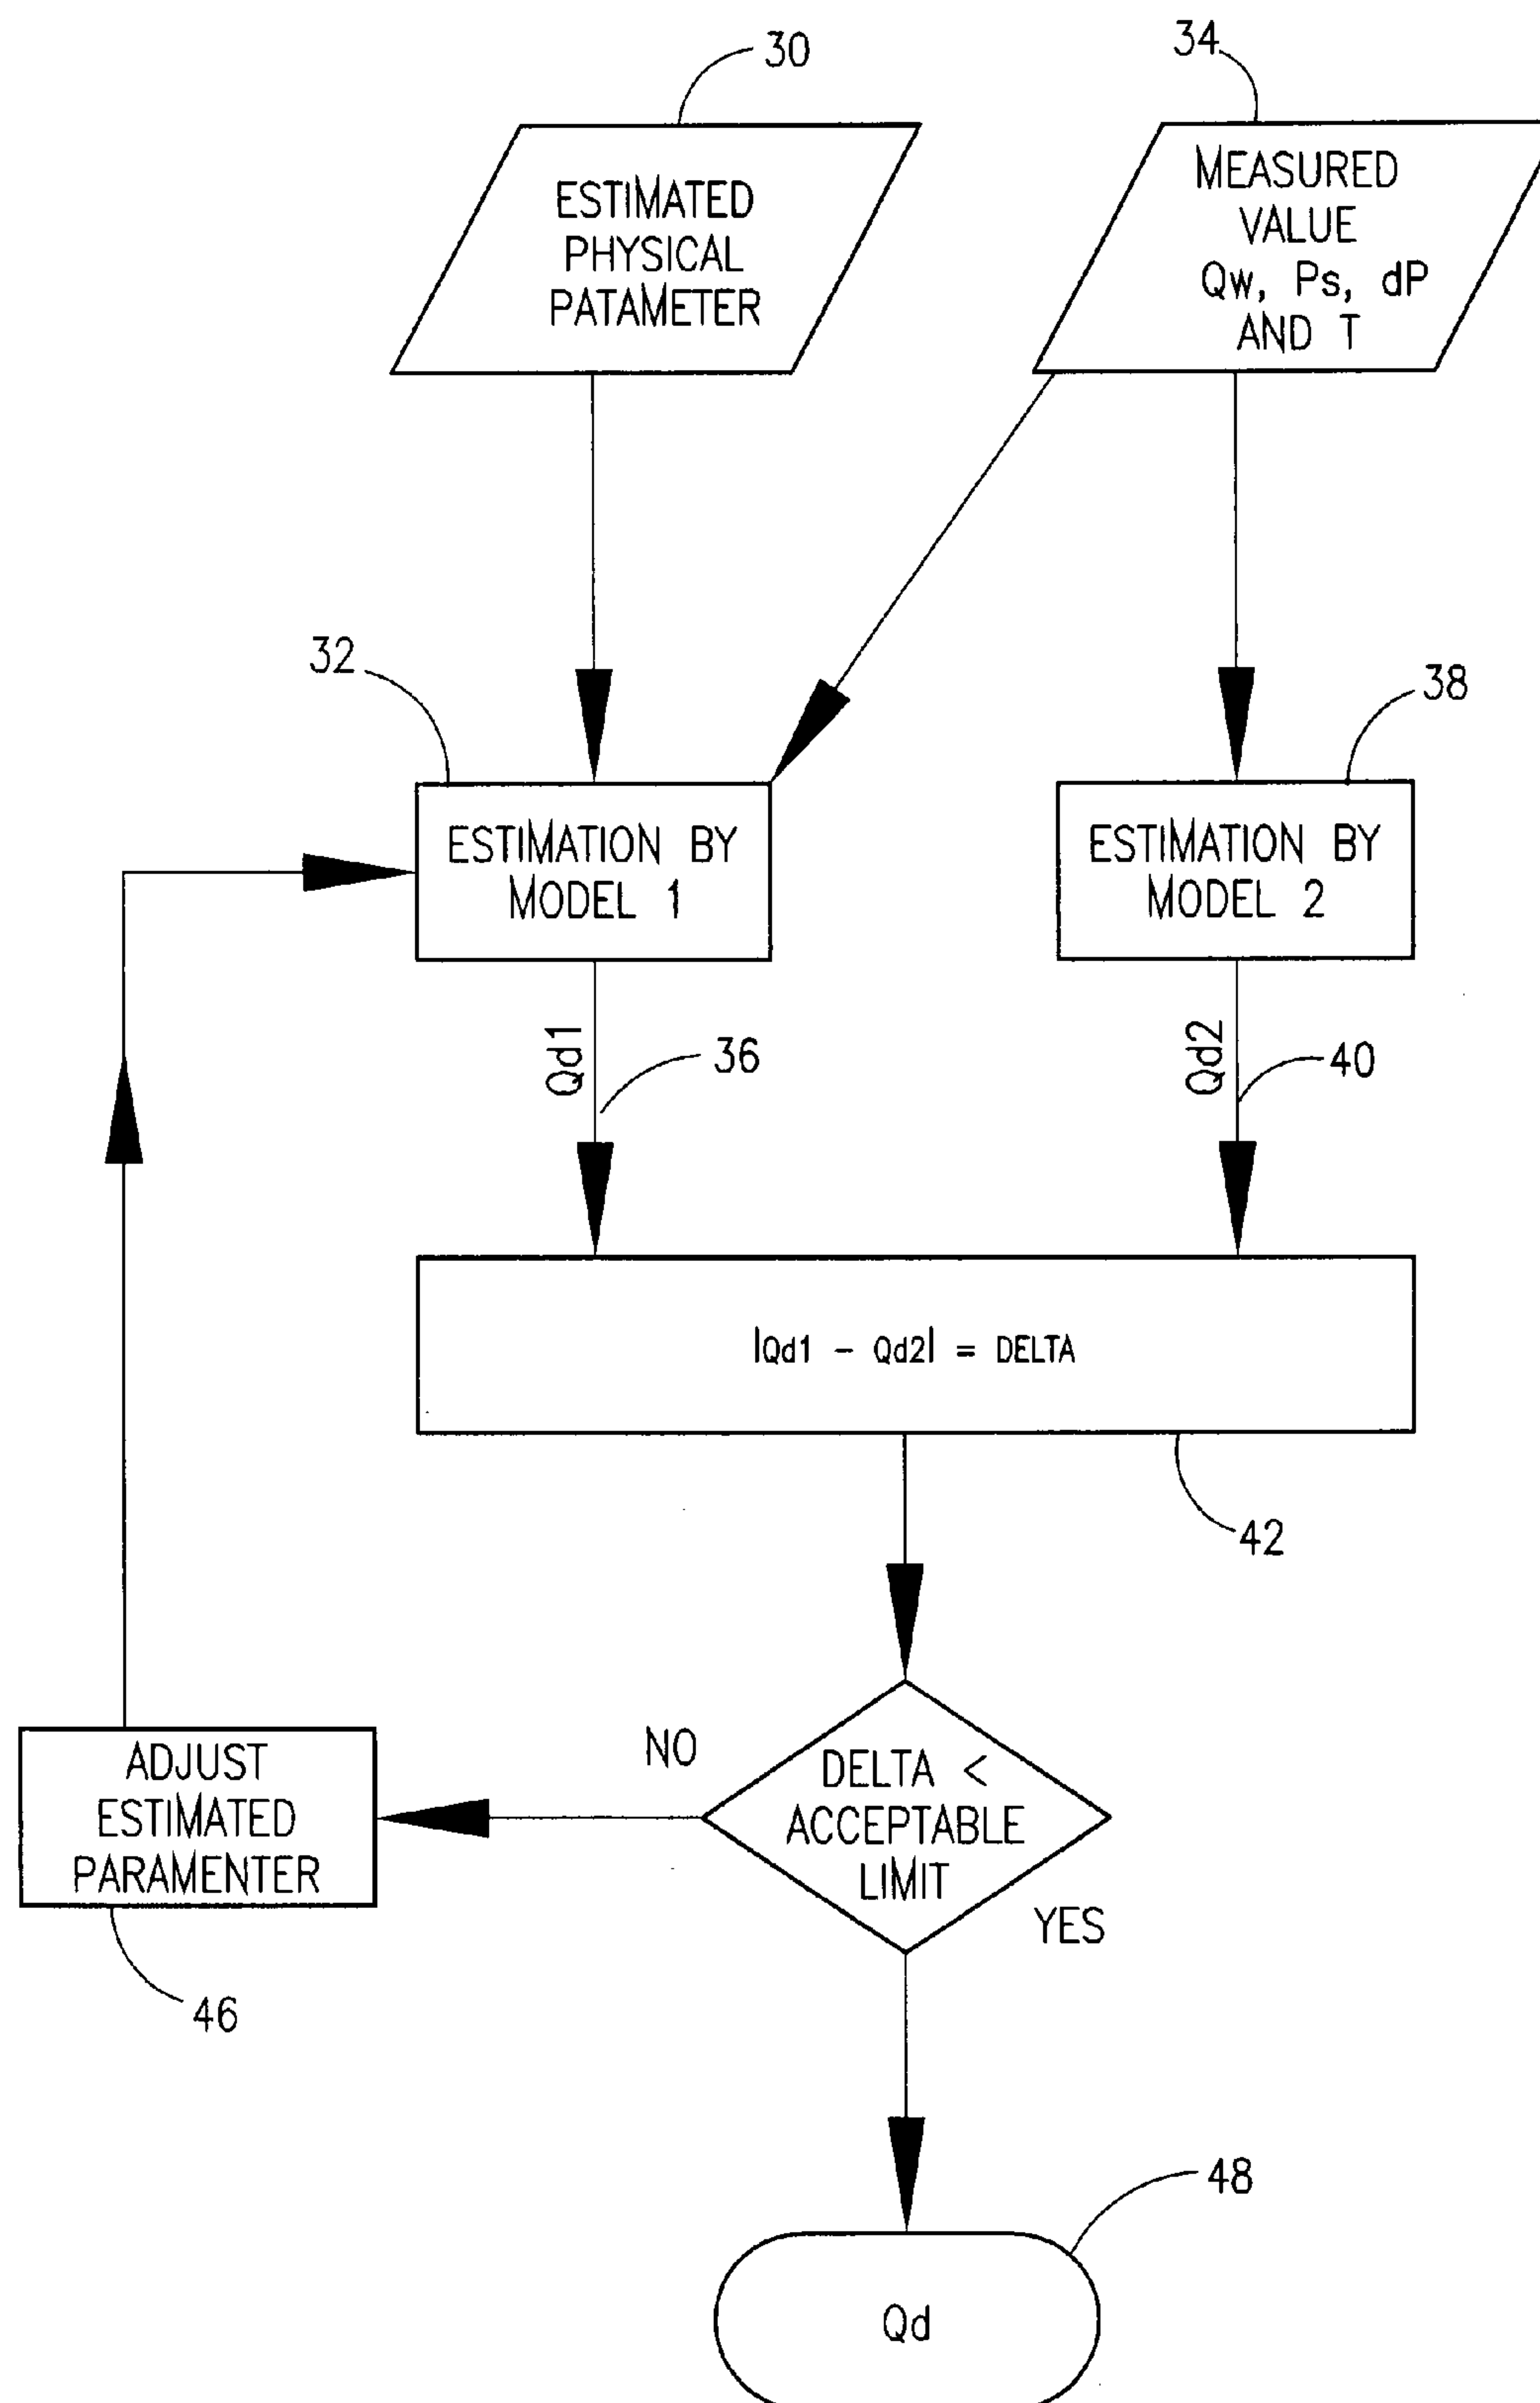 30
34
ESTIMATED
PHYSICAL
PATAMETER
MEASURED
VALUE
Qw, Ps, dP
AND T
32
38
ESTIMATION BY
MODEL 1
ESTIMATION BY
MODEL 2
Qd1
36
Qd2
40
|Qd1 - Qd2| = DELTA
42
NO
DELTA <
ACCEPTABLE
LIMIT
YES
ADJUST
ESTIMATED
PARAMENTER
46
48
Qd